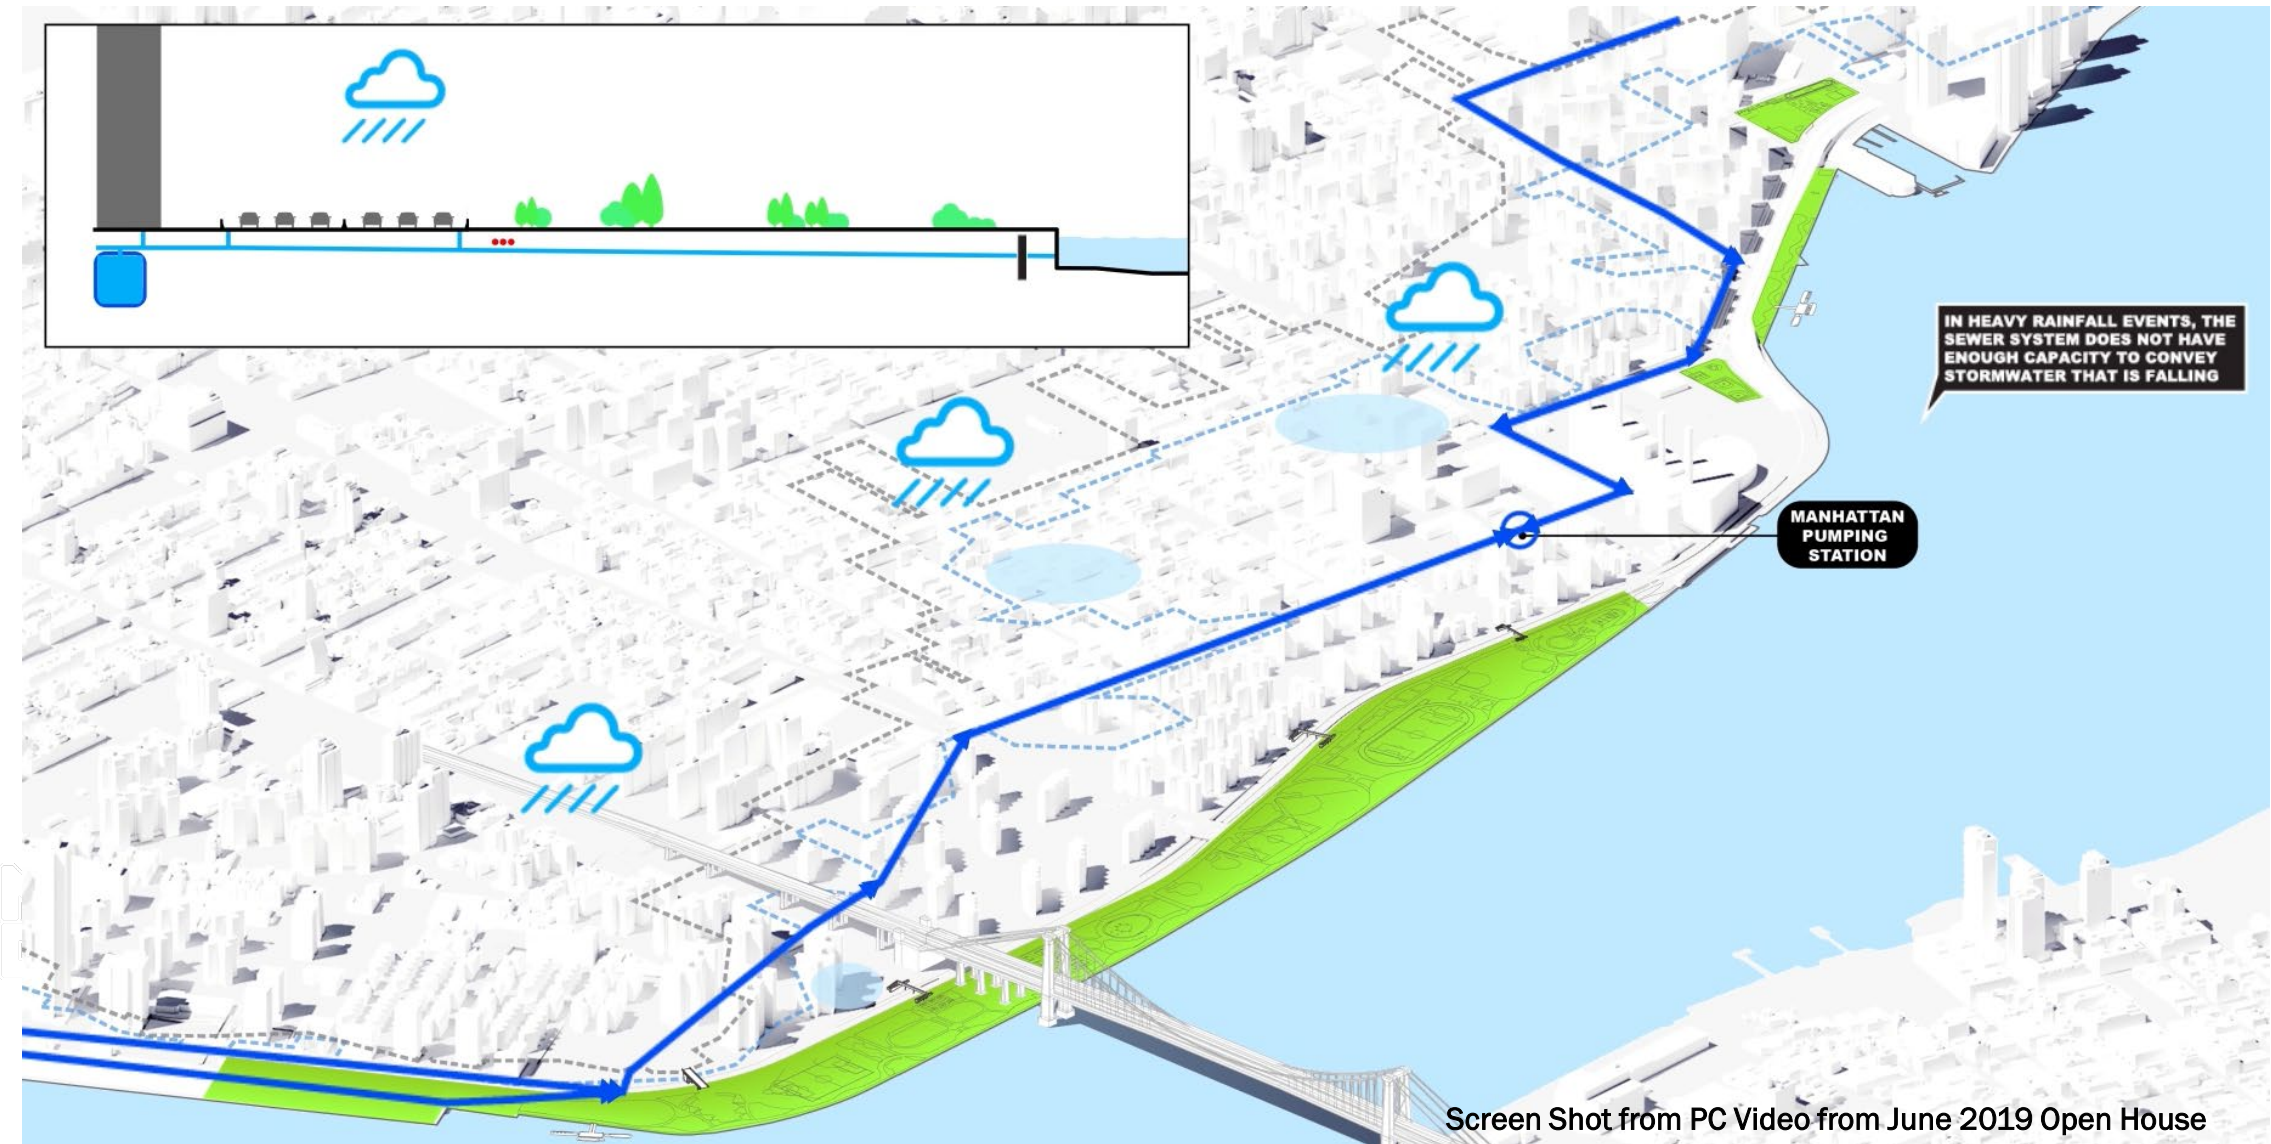 IN HEAVY RAINFALL EVENTS, THE
SEWER SYSTEM DOES NOT HAVE
ENOUGH CAPACITY TO CONVEY
STORMWATER THAT IS FALLING
MANHATTAN
PUMPING
STATION
Screen Shot from PC Video from June 2019 Open House